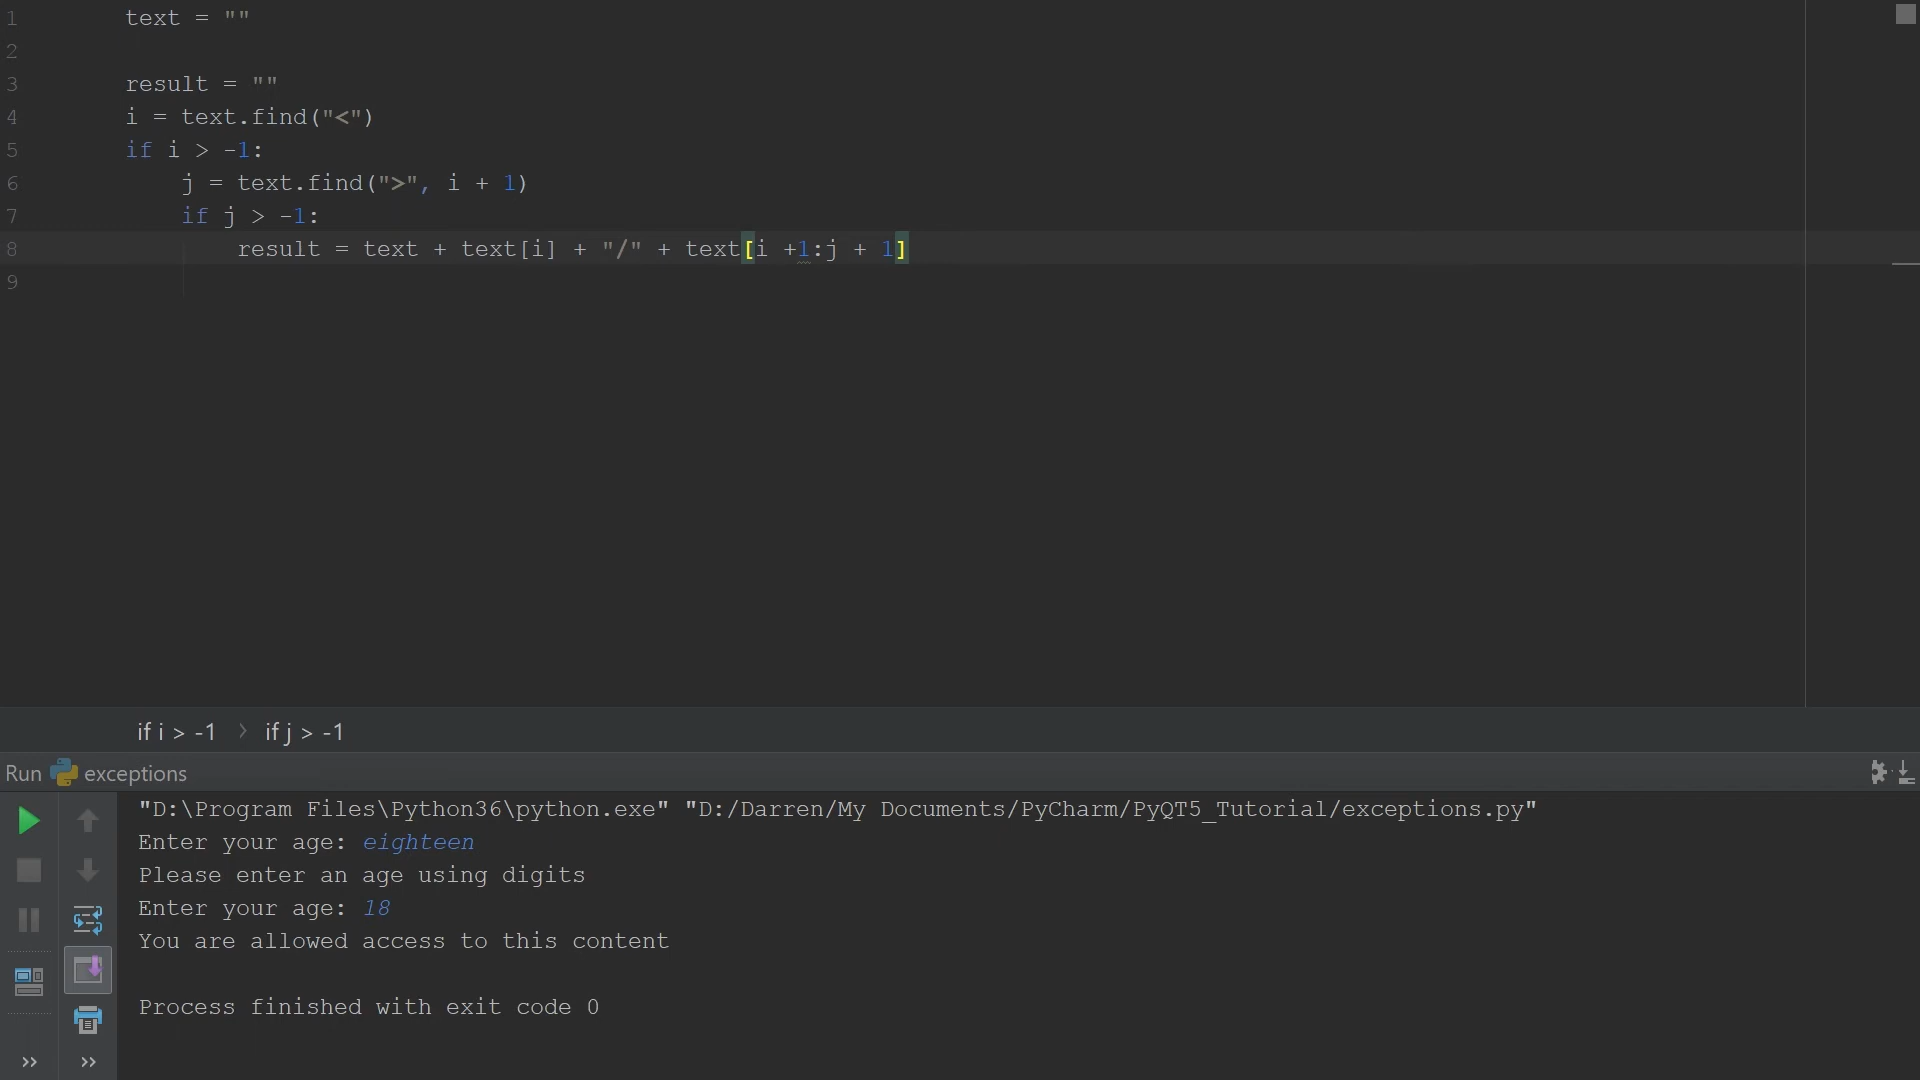 1 text = ""
2
3 result = ""
4 i = text.find("<")
5 if i > -1:
6 j = text.find(">", i + 1)
7 if j > -1:
8 result = text + text[i] + "/" + text[i +1:j + 1]
9
if i > -1 › if j > -1
Run exceptions
"D:\Program Files\Python36\python.exe" "D:/Darren/My Documents/PyCharm/PyQT5_Tutorial/exceptions.py"
Enter your age: eighteen
Please enter an age using digits
Enter your age: 18
You are allowed access to this content
Process finished with exit code 0